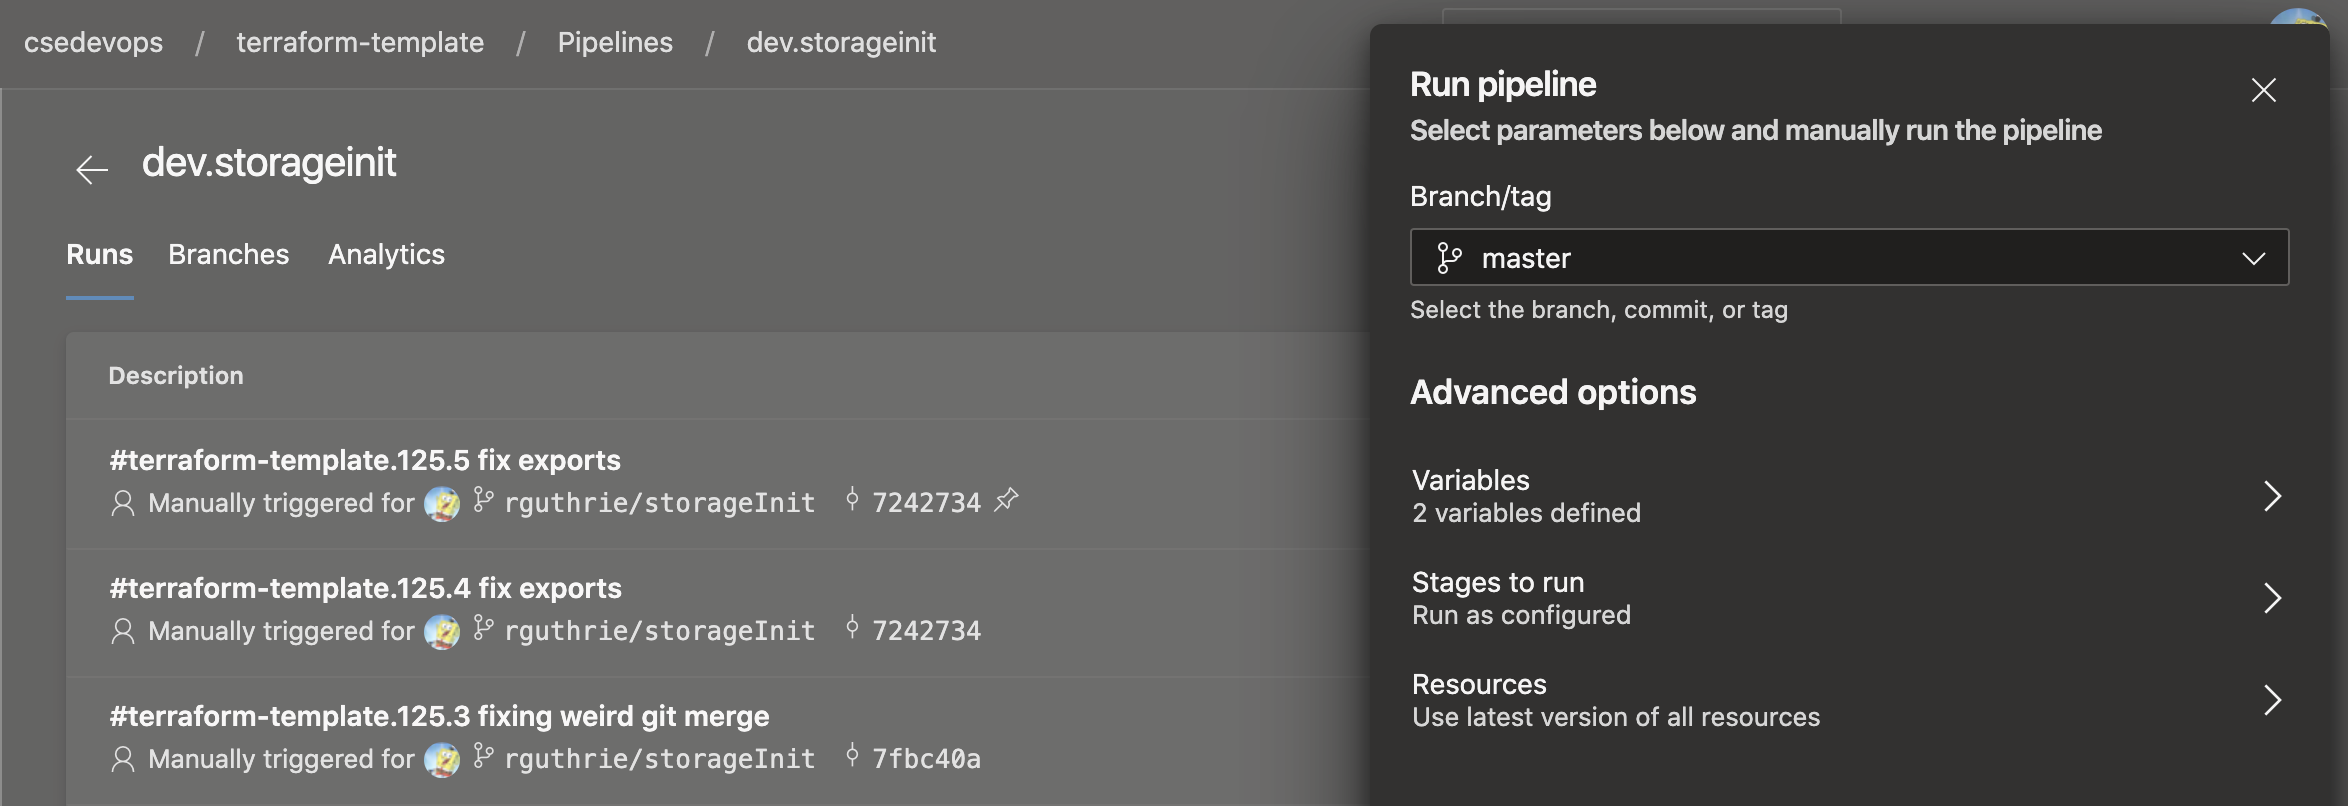 csedevops / terraform-template / Pipelines / dev.storageinit
dev.storageinit
Runs Branches Analytics
Description
#terraform-template.125.5 fix exports
Manually triggered for rguthrie/storageInit 7242734
#terraform-template.125.4 fix exports
Manually triggered for rguthrie/storageInit 7242734
#terraform-template.125.3 fixing weird git merge
Manually triggered for rguthrie/storageInit 7fbc40a
Run pipeline
Select parameters below and manually run the pipeline
Branch/tag
master
Select the branch, commit, or tag
Advanced options
Variables
2 variables defined
Stages to run
Run as configured
Resources
Use latest version of all resources